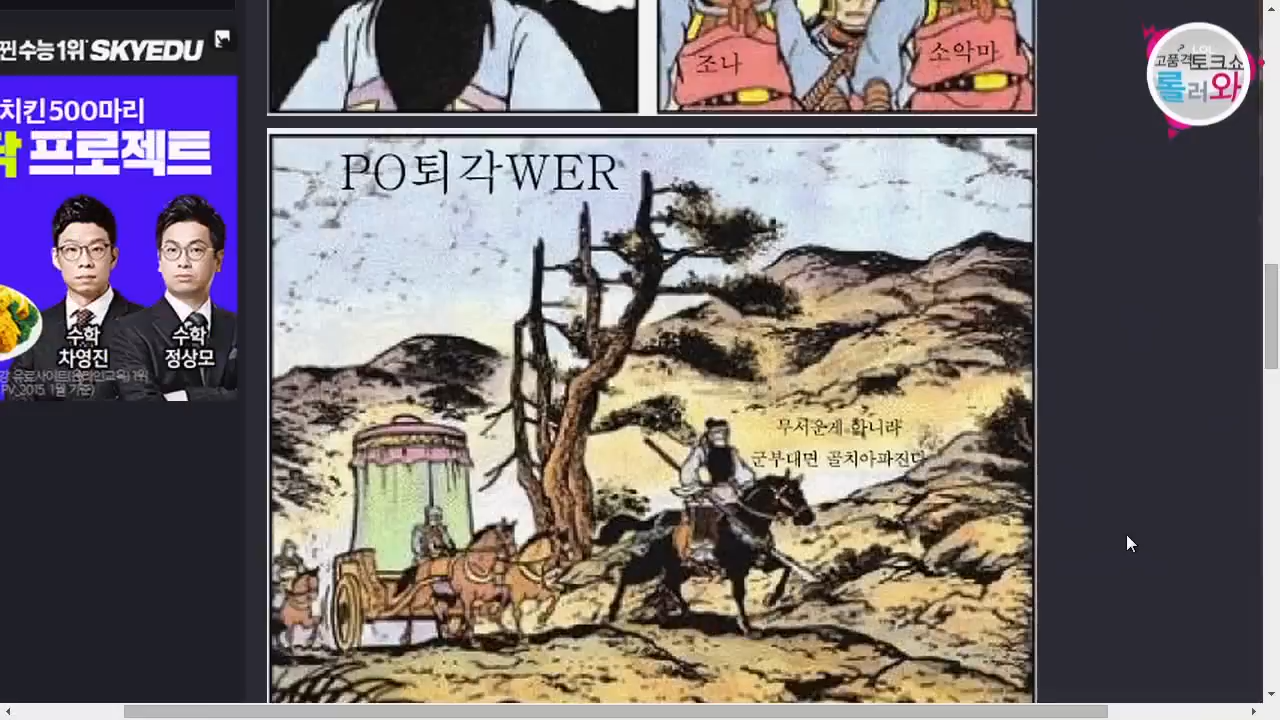 찐수능1위 SKYEDU
치킨 500마리
프로젝트
수학
차영진
수학
정상모
조나
소악마
고품격토크쇼
롤러와
PO퇴각WER
무서운게 아니라
군부대면 골치아파진다